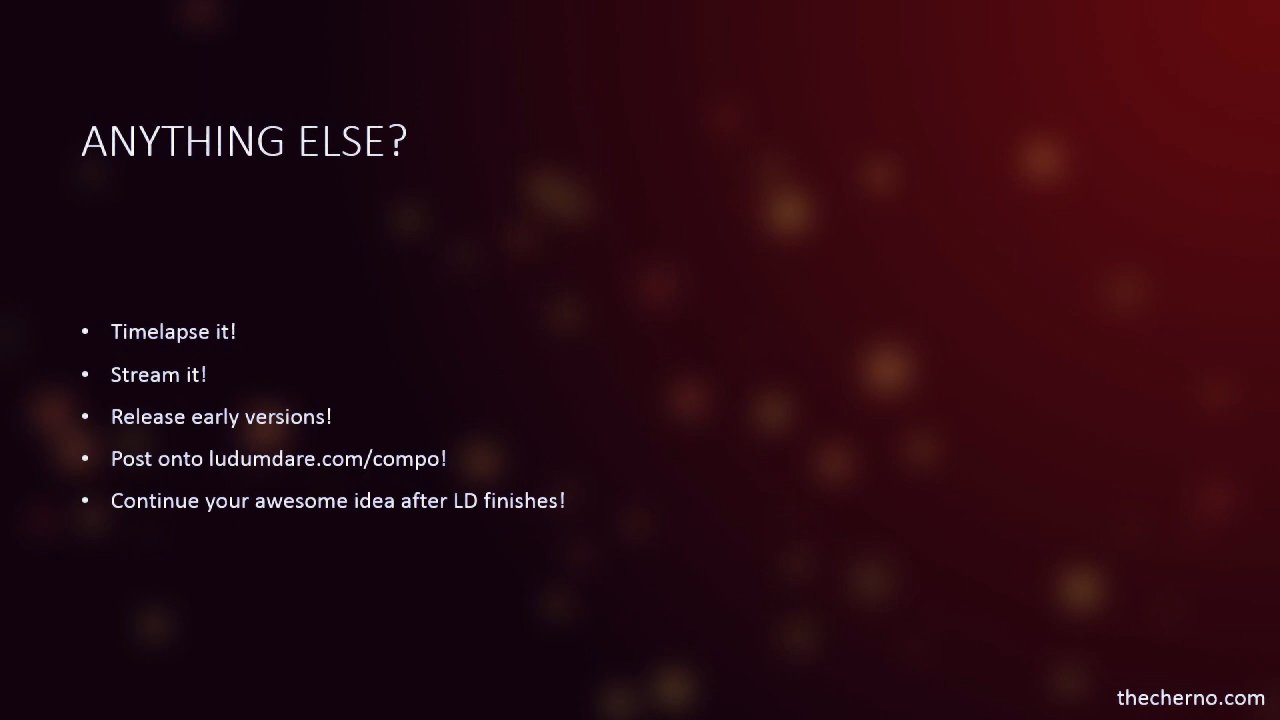 ANYTHING ELSE?
• Timelapse it!
• Stream it!
• Release early versions!
• Post onto ludumdare.com/compo!
• Continue your awesome idea after LD finishes!
thecherno.com